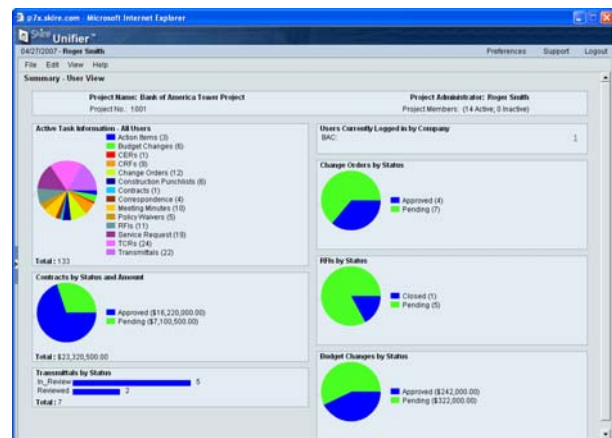 p7x.skire.com - Microsoft Internet Explorer
Skire Unifier™
04/27/2007 - Roger Smith
Preferences Support Logout
File Edit View Help
Summary - User View
Project Name: Bank of America Tower Project
Project No.: 1001
Project Administrator: Roger Smith
Project Members: (14 Active; 0 Inactive)
Active Task Information - All Users
Action Items (3)
Budget Changes (6)
CERs (1)
CRFs (9)
Change Orders (12)
Construction Punchlists (6)
Contracts (1)
Correspondence (4)
Meeting Minutes (10)
Policy Waivers (5)
RFIs (11)
Service Request (19)
TCRs (24)
Transmittals (22)
Total: 133
Contracts by Status and Amount
Approved ($16,220,000.00)
Pending ($7,100,500.00)
Total: $23,320,500.00
Transmittals by Status
In_Review 5
Reviewed 2
Total: 7
Users Currently Logged in by Company
BAC: 1
Change Orders by Status
Approved (4)
Pending (7)
RFIs by Status
Closed (1)
Pending (5)
Budget Changes by Status
Approved ($242,000.00)
Pending ($322,000.00)